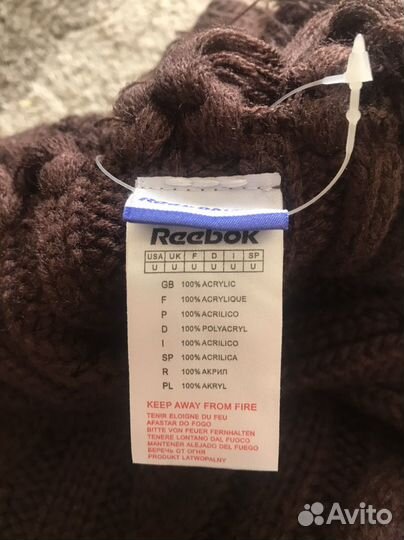 Reebok
USA UK F D I SP
U U U U U U
GB 100% ACRYLIC
F 100% ACRYLIQUE
P 100% ACRILICO
D 100% POLYACRYL
I 100% ACRILICO
SP 100% ACRILICA
R 100% АКРИЛ
PL 100% AKRYL
KEEP AWAY FROM FIRE
TENIR ELOIGNE DU FEU
AFASTAR DO FOGO
BITTE VON FEUER FERNHALTEN
TENERE LONTANO DAL FUOCO
MANTENER ALEJADO DEL FUEGO
БЕРЕЧЬ ОТ ОГНЯ
PRODUKT LATWOPALNY
Avito